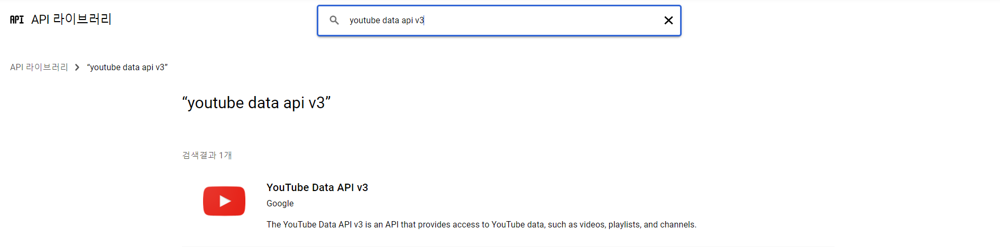 API API 라이브러리
youtube data api v3
API 라이브러리 > “youtube data api v3”
“youtube data api v3”
검색결과 1개
YouTube Data API v3
Google
The YouTube Data API v3 is an API that provides access to YouTube data, such as videos, playlists, and channels.